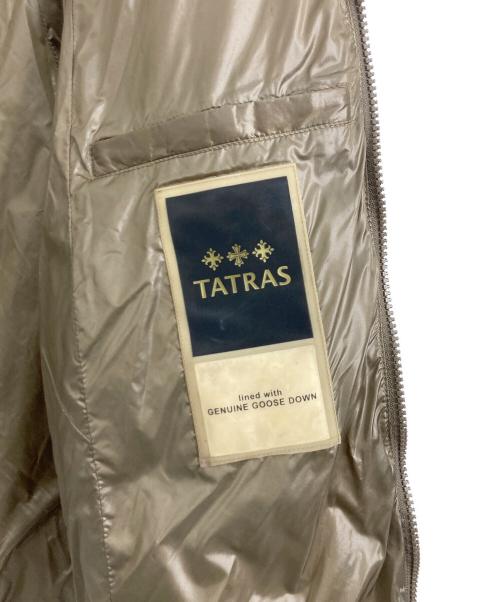 TATRAS
lined with
GENUINE GOOSE DOWN